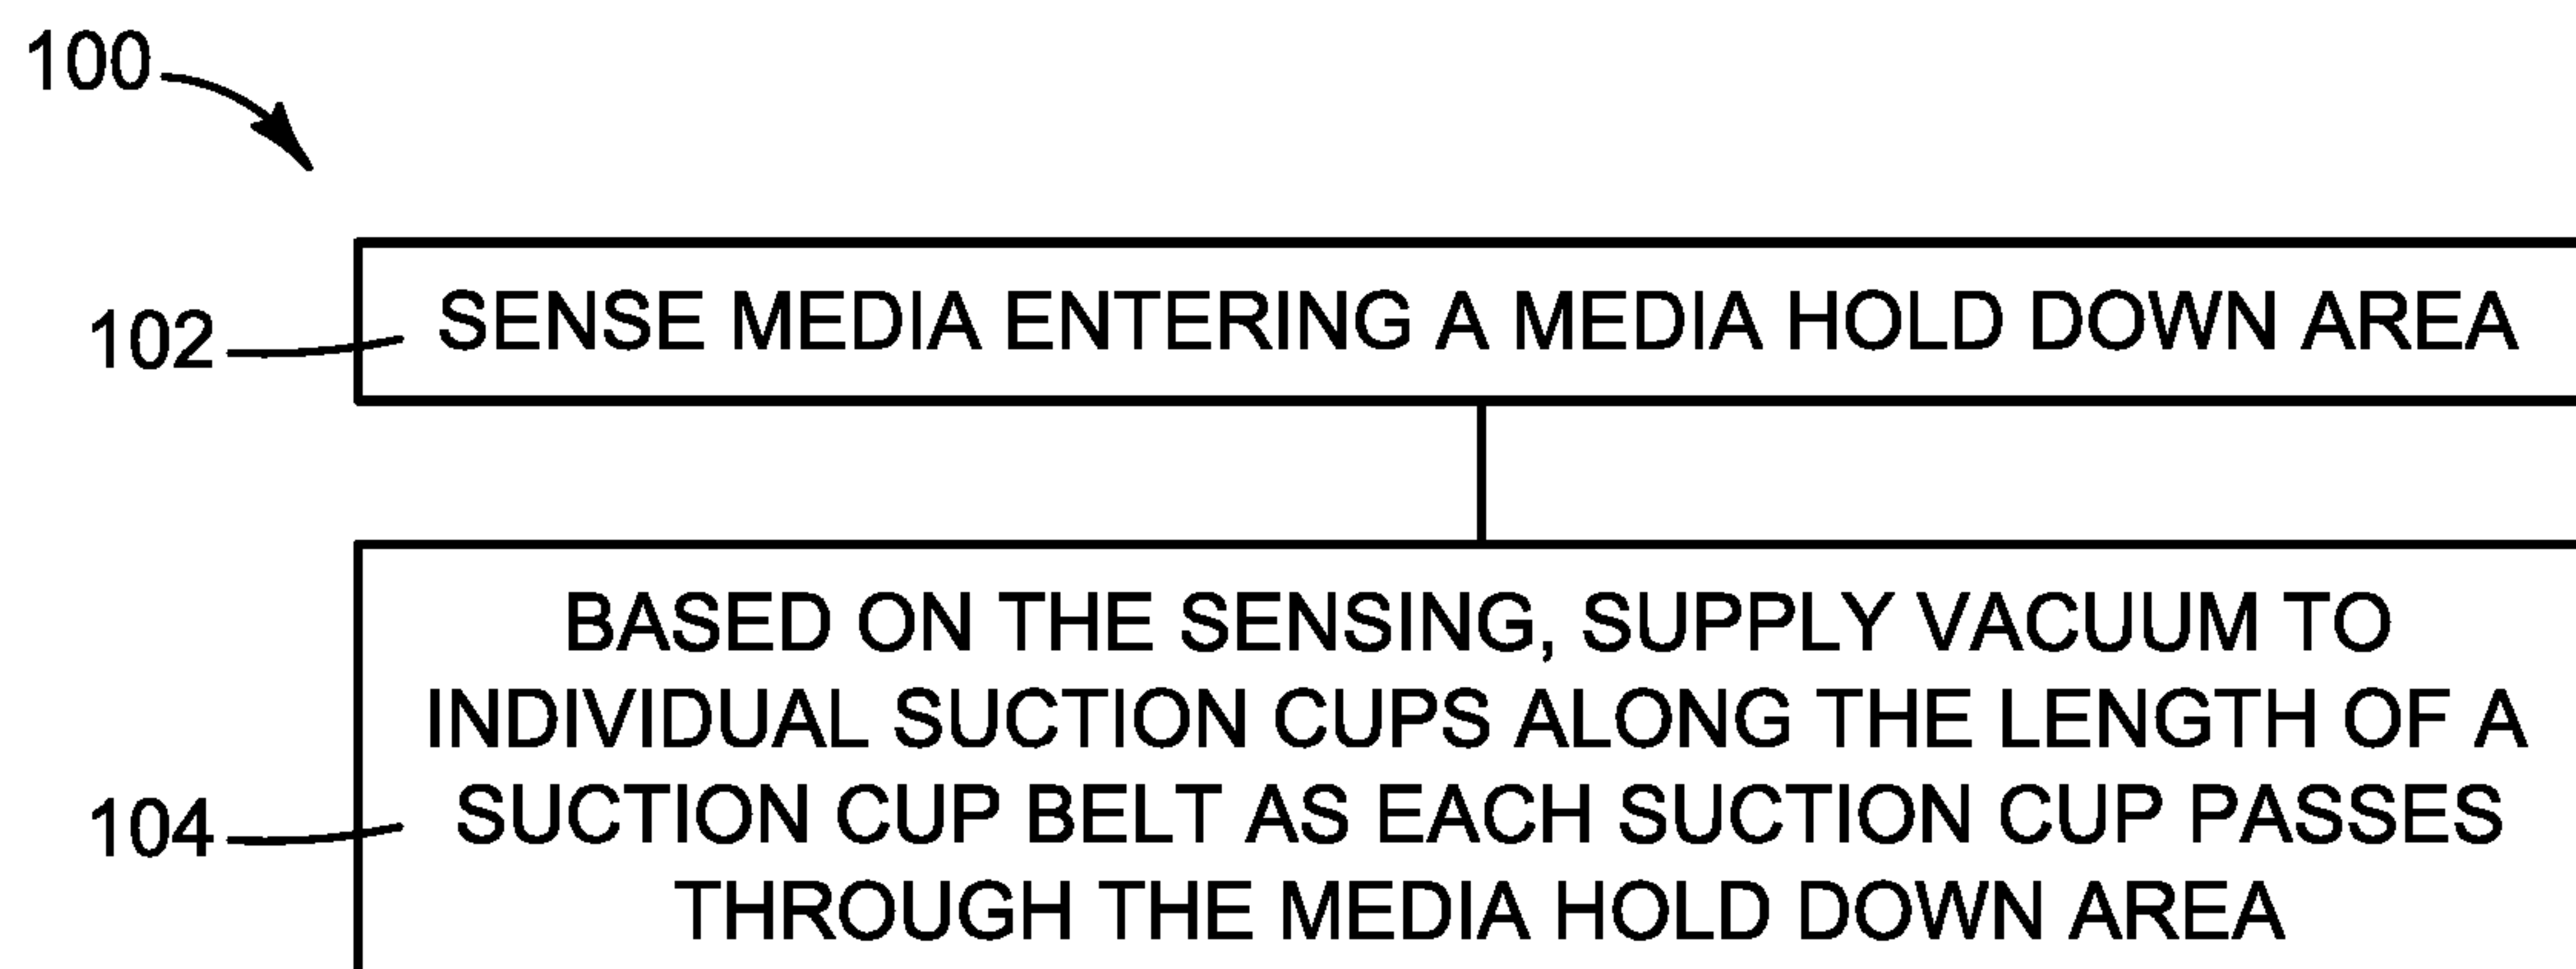 100
102
SENSE MEDIA ENTERING A MEDIA HOLD DOWN AREA
BASED ON THE SENSING, SUPPLY VACUUM TO
INDIVIDUAL SUCTION CUPS ALONG THE LENGTH OF A
104
SUCTION CUP BELT AS EACH SUCTION CUP PASSES
THROUGH THE MEDIA HOLD DOWN AREA